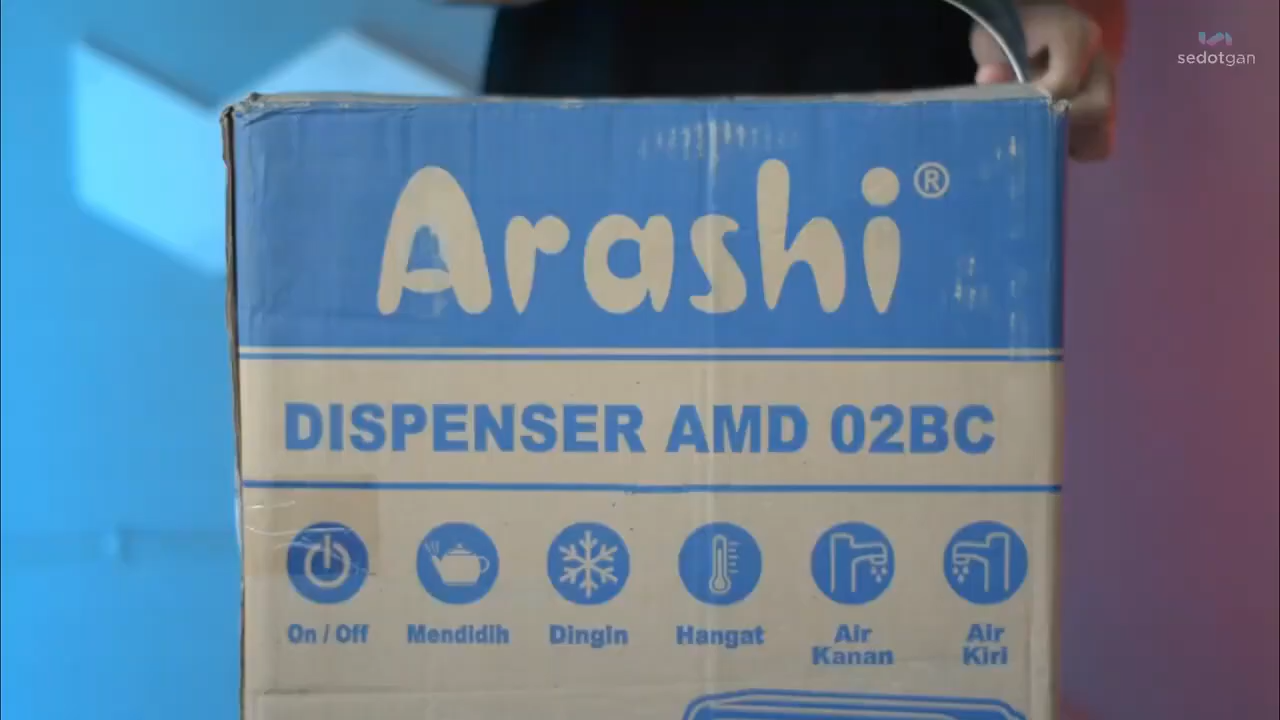 sedotgan
Arashi®
DISPENSER AMD 02BC
On / Off
Mendidih
Dingin
Hangat
Air
Kanan
Air
Kiri